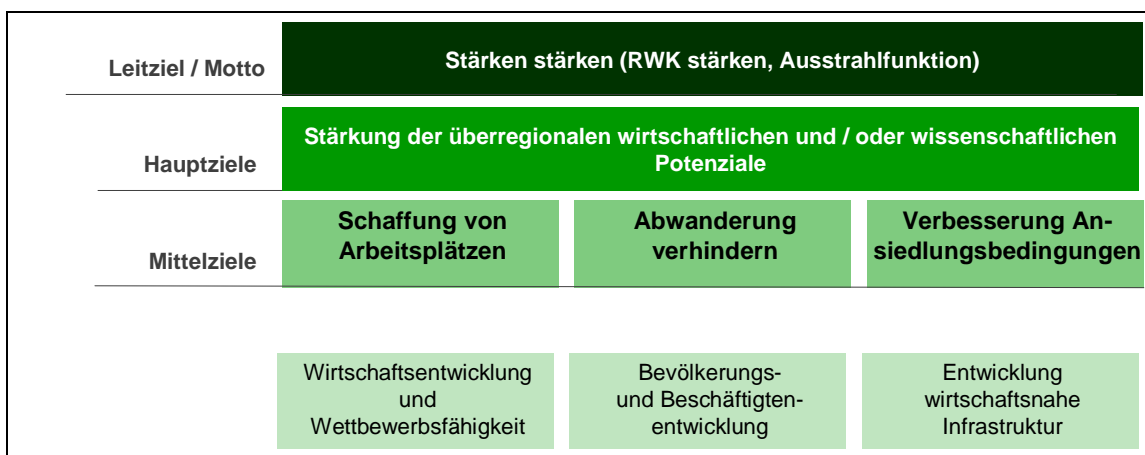 Leitziel / Motto
Stärken stärken (RWK stärken, Ausstrahlfunktion)
Hauptziele
Stärkung der überregionalen wirtschaftlichen und / oder wissenschaftlichen
Potenziale
Mittelziele
Schaffung von
Arbeitsplätzen
Abwanderung
verhindern
Verbesserung An-
siedlungsbedingungen
Wirtschaftsentwicklung
und
Wettbewerbsfähigkeit
Bevölkerungs-
und Beschäftigten-
entwicklung
Entwicklung
wirtschaftsnahe
Infrastruktur